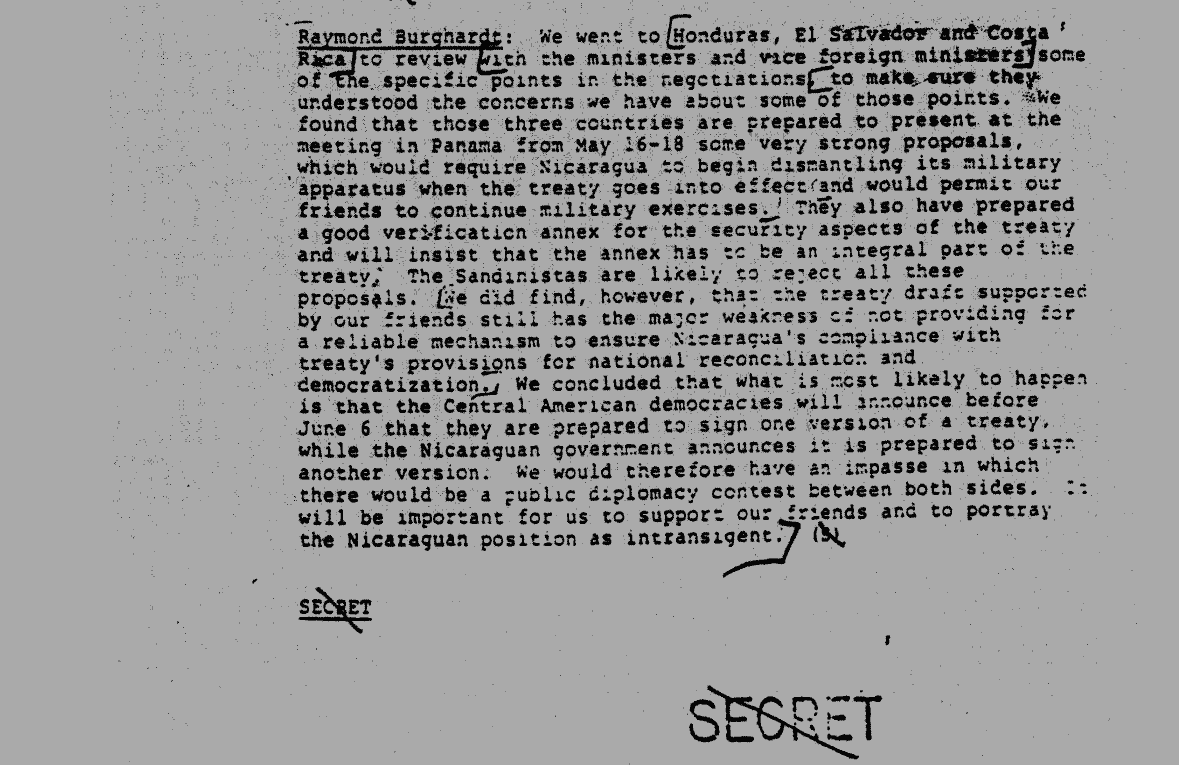 Raymond Burghardt: We went to Honduras, El Salvador and Costa
Rica to review with the ministers and vice foreign ministers some
of the specific points in the negotiations to make sure they
understood the concerns we have about some of those points. We
found that those three countries are prepared to present at the
meeting in Panama from May 16-18 some very strong proposals,
which would require Nicaragua to begin dismantling its military
apparatus when the treaty goes into effect and would permit our
friends to continue military exercises. They also have prepared
a good verification annex for the security aspects of the treaty
and will insist that the annex has to be an integral part of the
treaty. The Sandinistas are likely to reject all these
proposals. We did find, however, that the treaty draft supported
by our friends still has the major weakness of not providing for
a reliable mechanism to ensure Nicaragua's compliance with
treaty's provisions for national reconciliation and
democratization. We concluded that what is most likely to happen
is that the Central American democracies will announce before
June 6 that they are prepared to sign one version of a treaty,
while the Nicaraguan government announces it is prepared to sign
another version. We would therefore have an impasse in which
there would be a public diplomacy contest between both sides. It
will be important for us to support our friends and to portray
the Nicaraguan position as intransigent. (S)
SECRET
SECRET